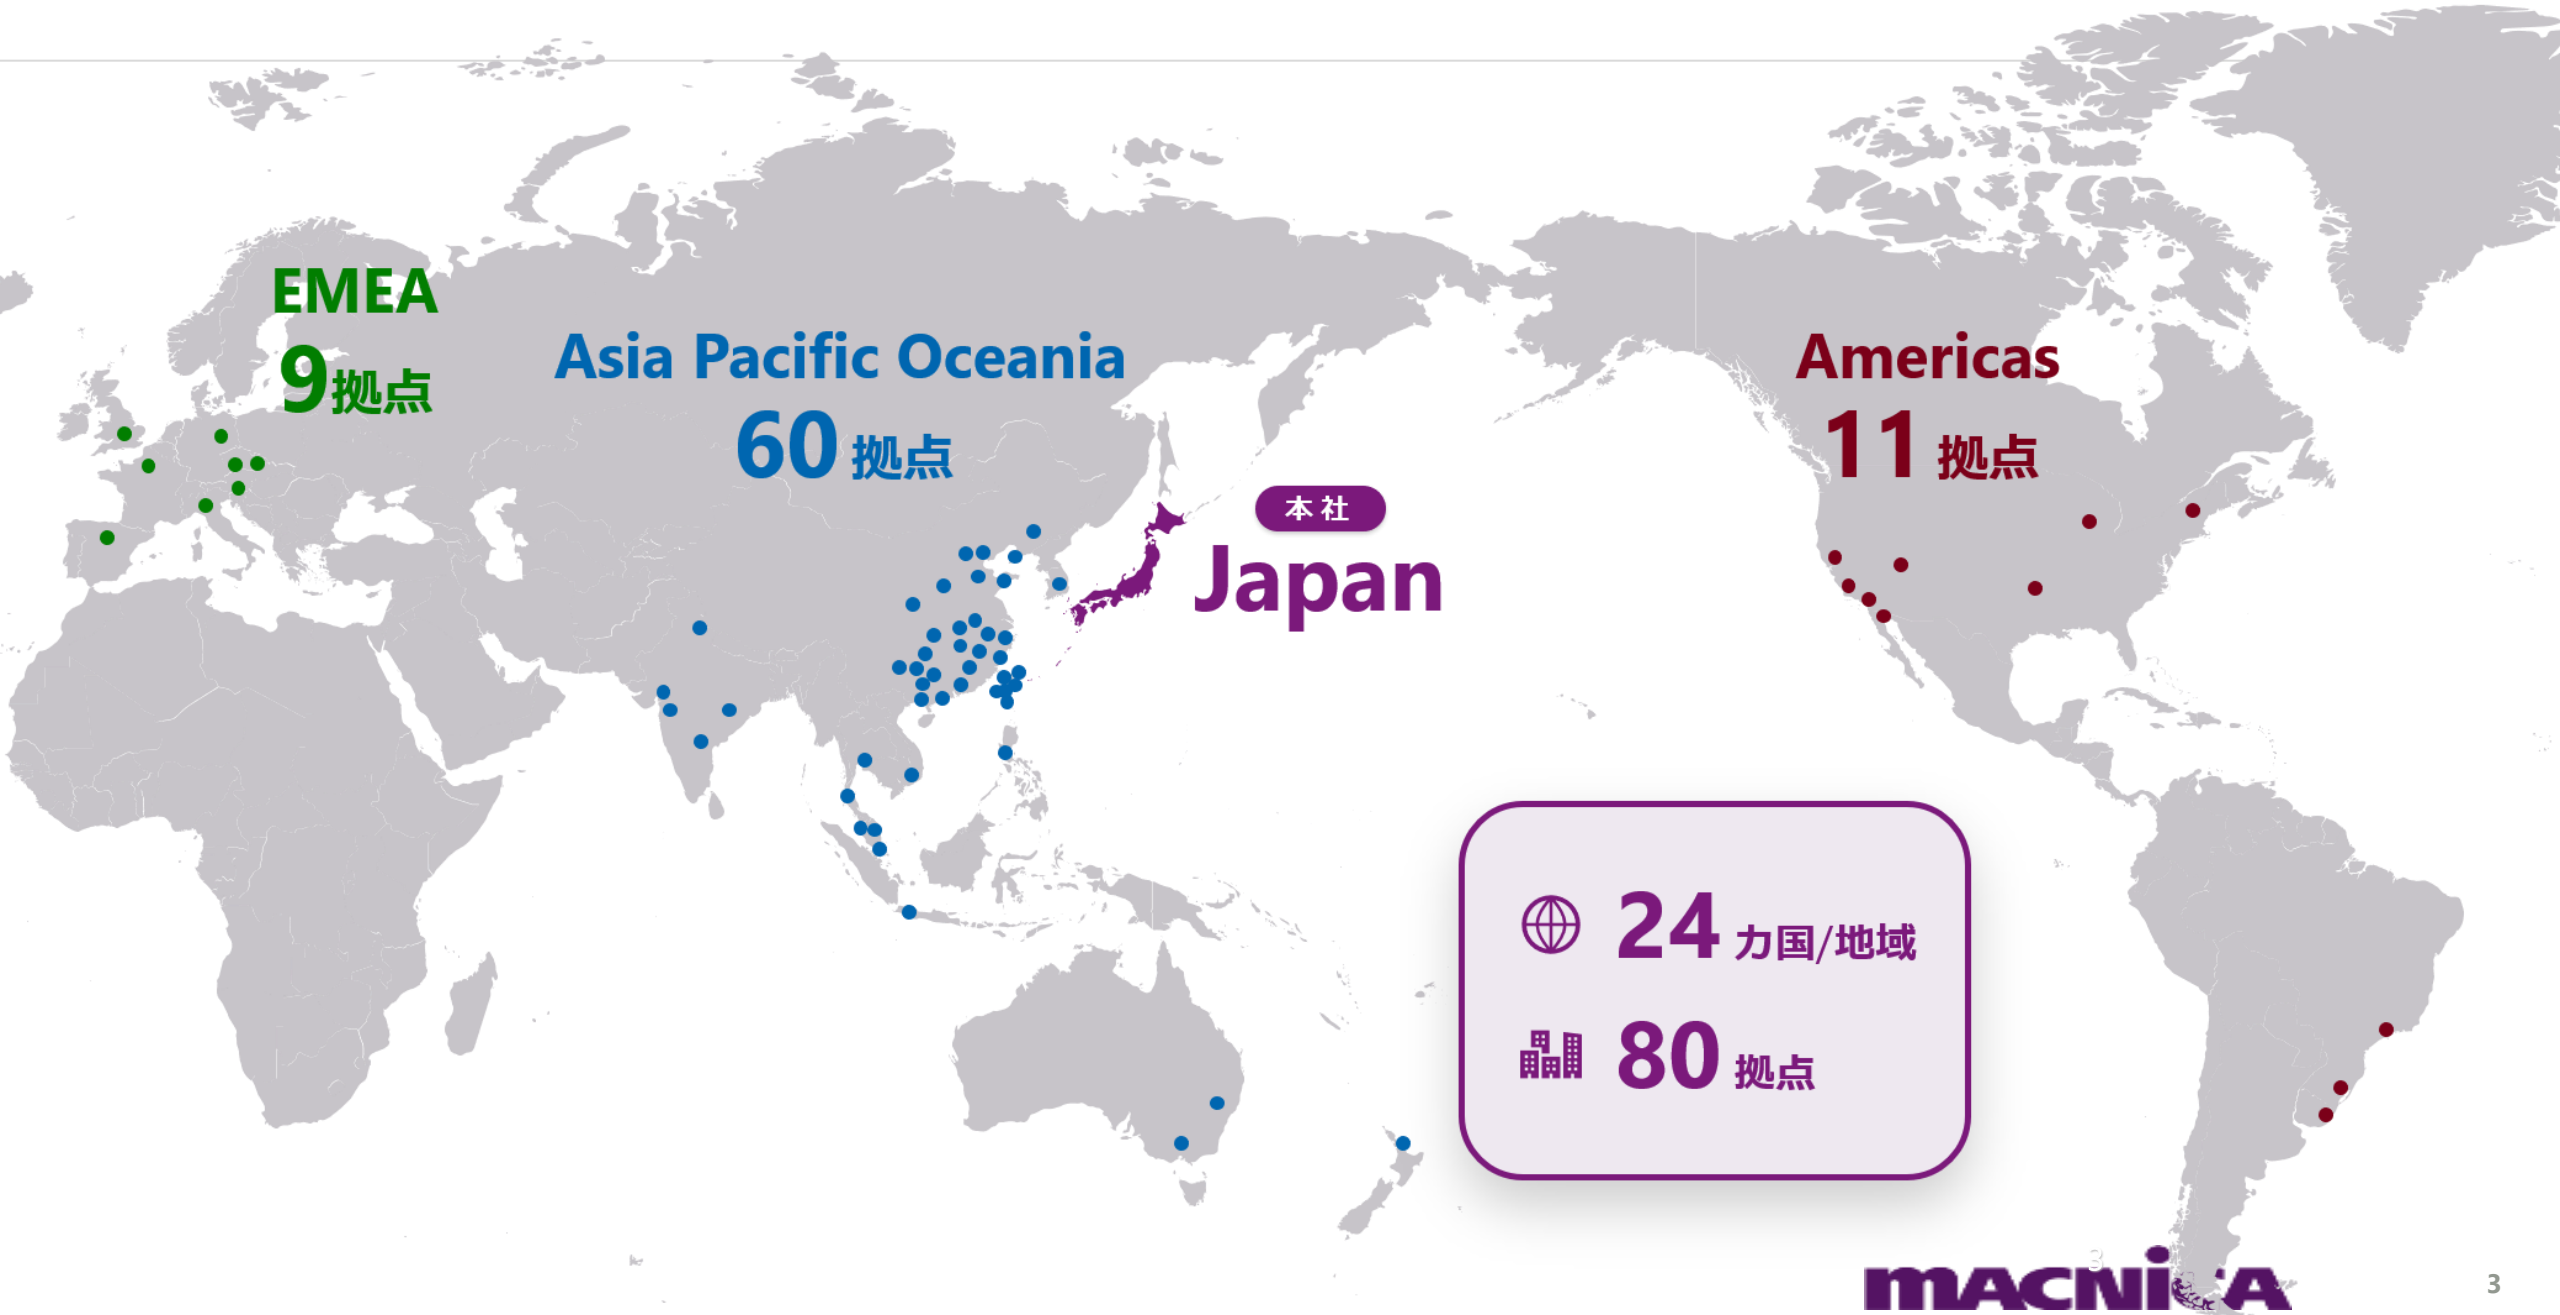 EMEA
9拠点
Asia Pacific Oceania
60 拠点
Americas
11 拠点
本社
Japan
24 カ国/地域
80 拠点
3
MACNiCA
3